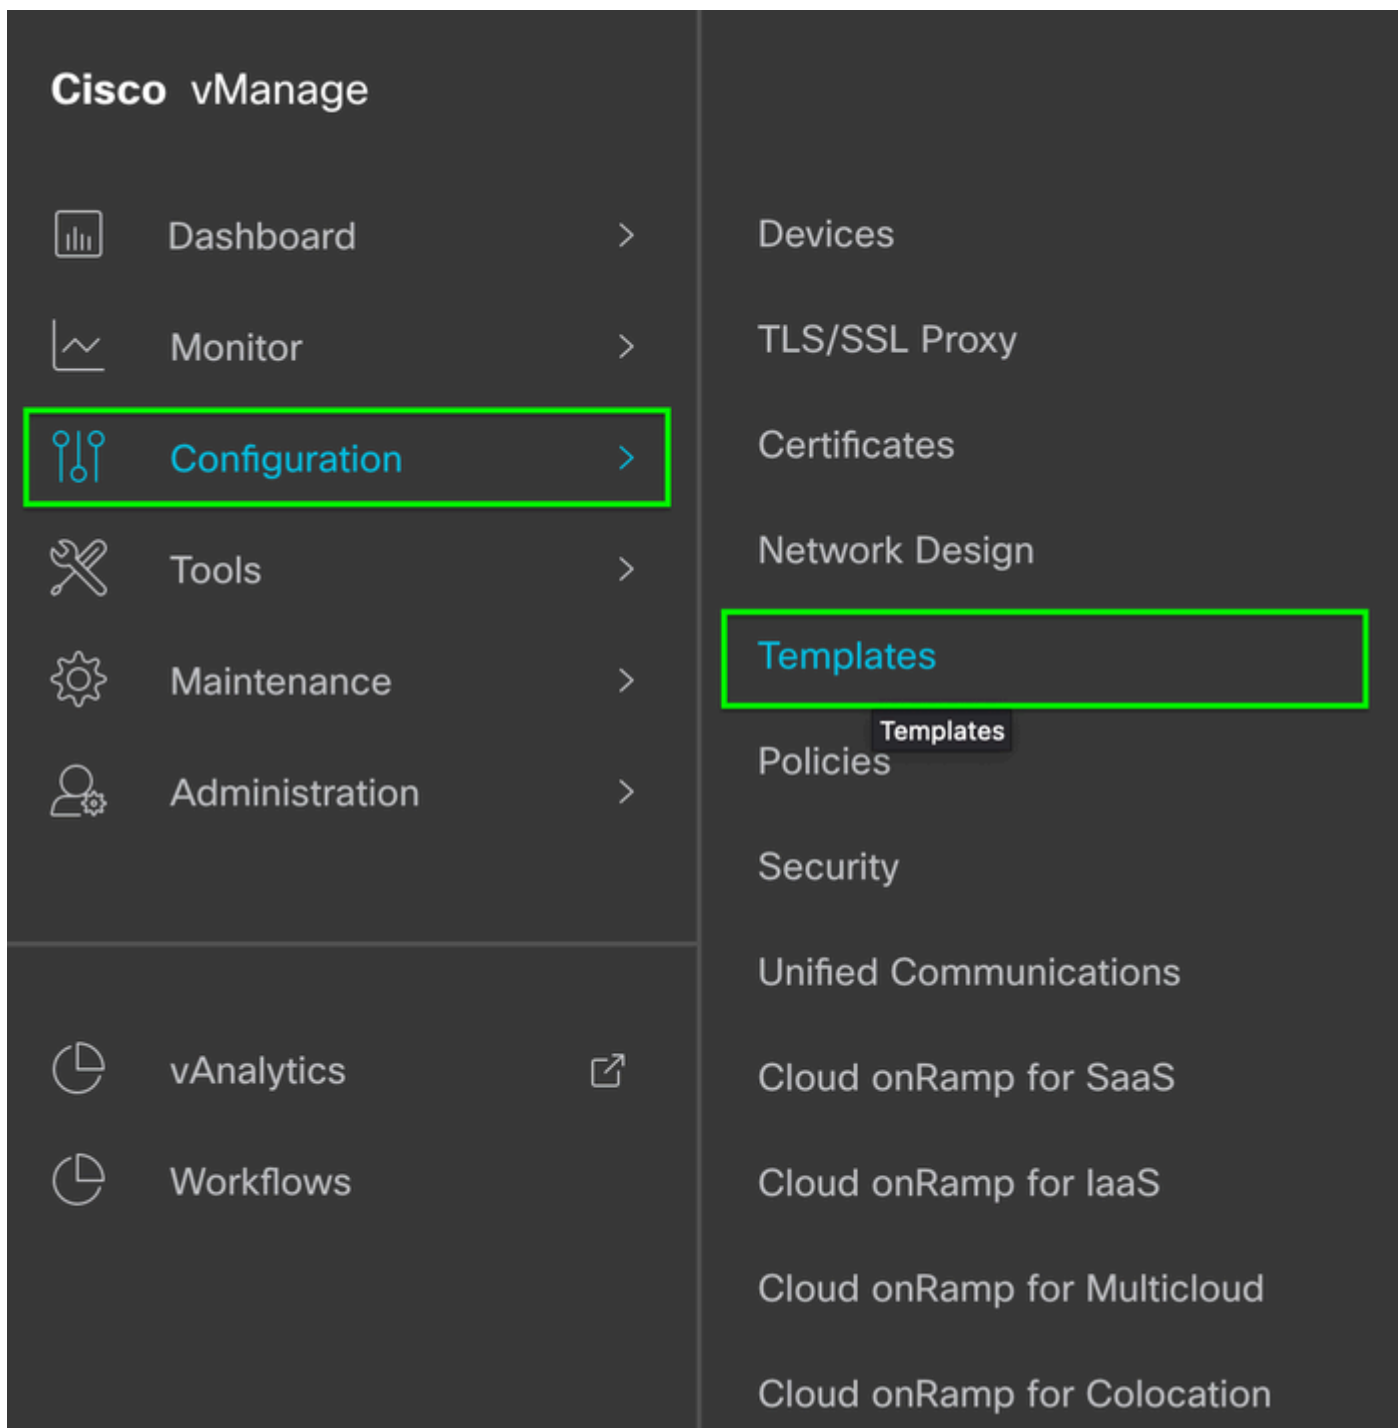 Cisco vManage
Dashboard
Monitor
Configuration
Tools
Maintenance
Administration
vAnalytics
Workflows
Devices
TLS/SSL Proxy
Certificates
Network Design
Templates
Templates
Policies
Security
Unified Communications
Cloud onRamp for SaaS
Cloud onRamp for IaaS
Cloud onRamp for Multicloud
Cloud onRamp for Colocation